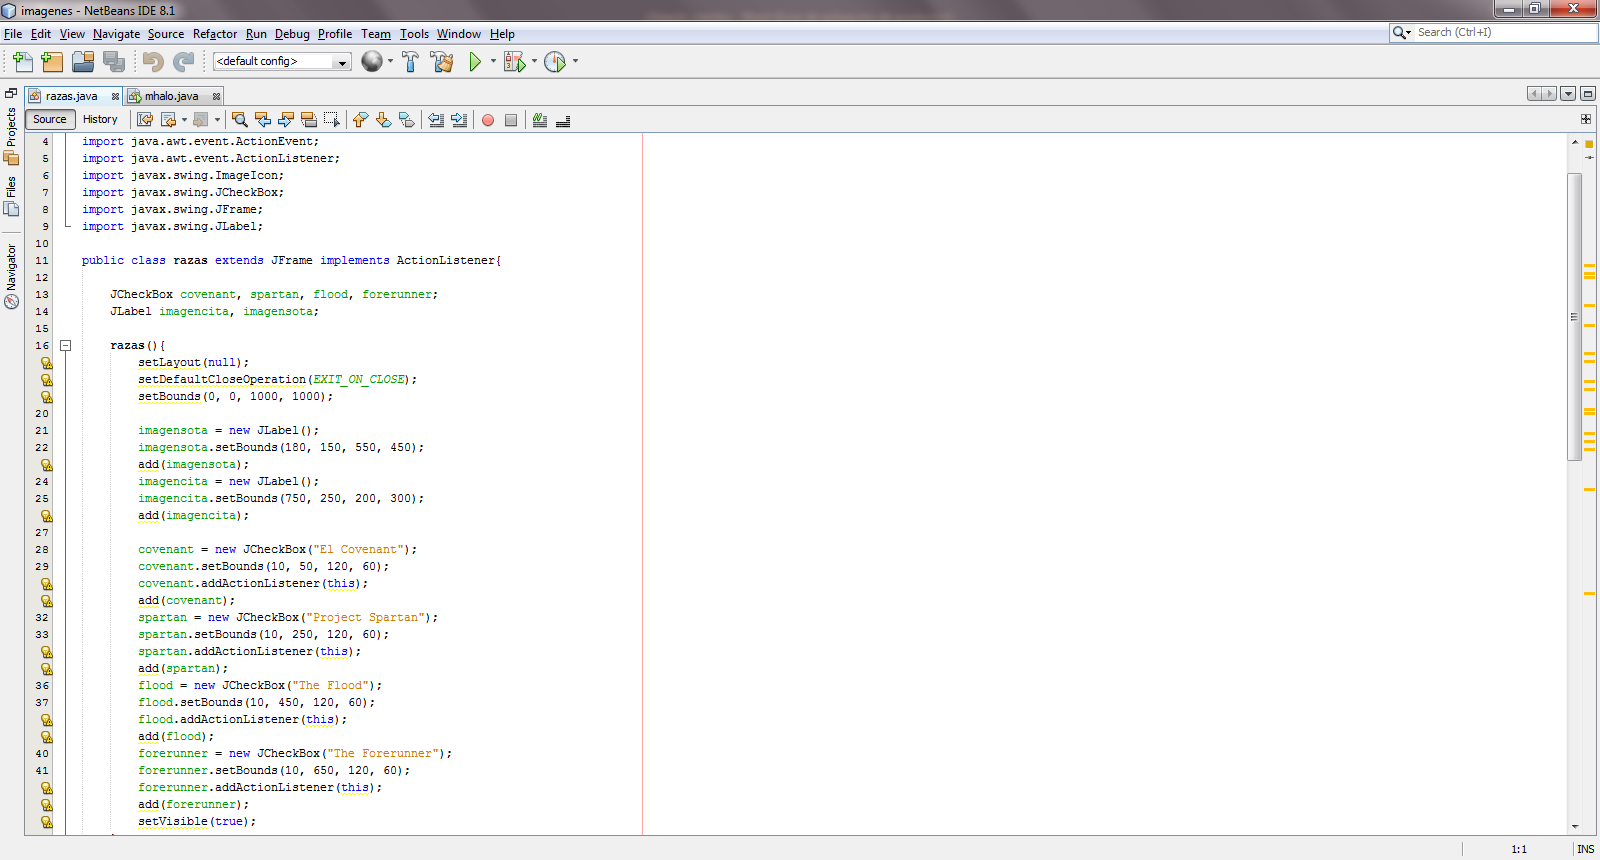 imagenes - NetBeans IDE 8.1
File Edit View Navigate Source Refactor Run Debug Profile Team Tools Window Help
Search (Ctrl+I)
<default config>
razas.java mhalo.java
Source History
Projects
Files
Navigator
4 import java.awt.event.ActionEvent;
5 import java.awt.event.ActionListener;
6 import javax.swing.ImageIcon;
7 import javax.swing.JCheckBox;
8 import javax.swing.JFrame;
9 import javax.swing.JLabel;
10
11 public class razas extends JFrame implements ActionListener{
12
13 JCheckBox covenant, spartan, flood, forerunner;
14 JLabel imagencita, imagensota;
15
16 razas(){
setLayout(null);
setDefaultCloseOperation(EXIT_ON_CLOSE);
setBounds(0, 0, 1000, 1000);
20
21 imagensota = new JLabel();
22 imagensota.setBounds(180, 150, 550, 450);
add(imagensota);
24 imagencita = new JLabel();
25 imagencita.setBounds(750, 250, 200, 300);
add(imagencita);
27
28 covenant = new JCheckBox("El Covenant");
29 covenant.setBounds(10, 50, 120, 60);
covenant.addActionListener(this);
add(covenant);
32 spartan = new JCheckBox("Project Spartan");
33 spartan.setBounds(10, 250, 120, 60);
spartan.addActionListener(this);
add(spartan);
36 flood = new JCheckBox("The Flood");
37 flood.setBounds(10, 450, 120, 60);
flood.addActionListener(this);
add(flood);
40 forerunner = new JCheckBox("The Forerunner");
41 forerunner.setBounds(10, 650, 120, 60);
forerunner.addActionListener(this);
add(forerunner);
setVisible(true);
1:1 INS